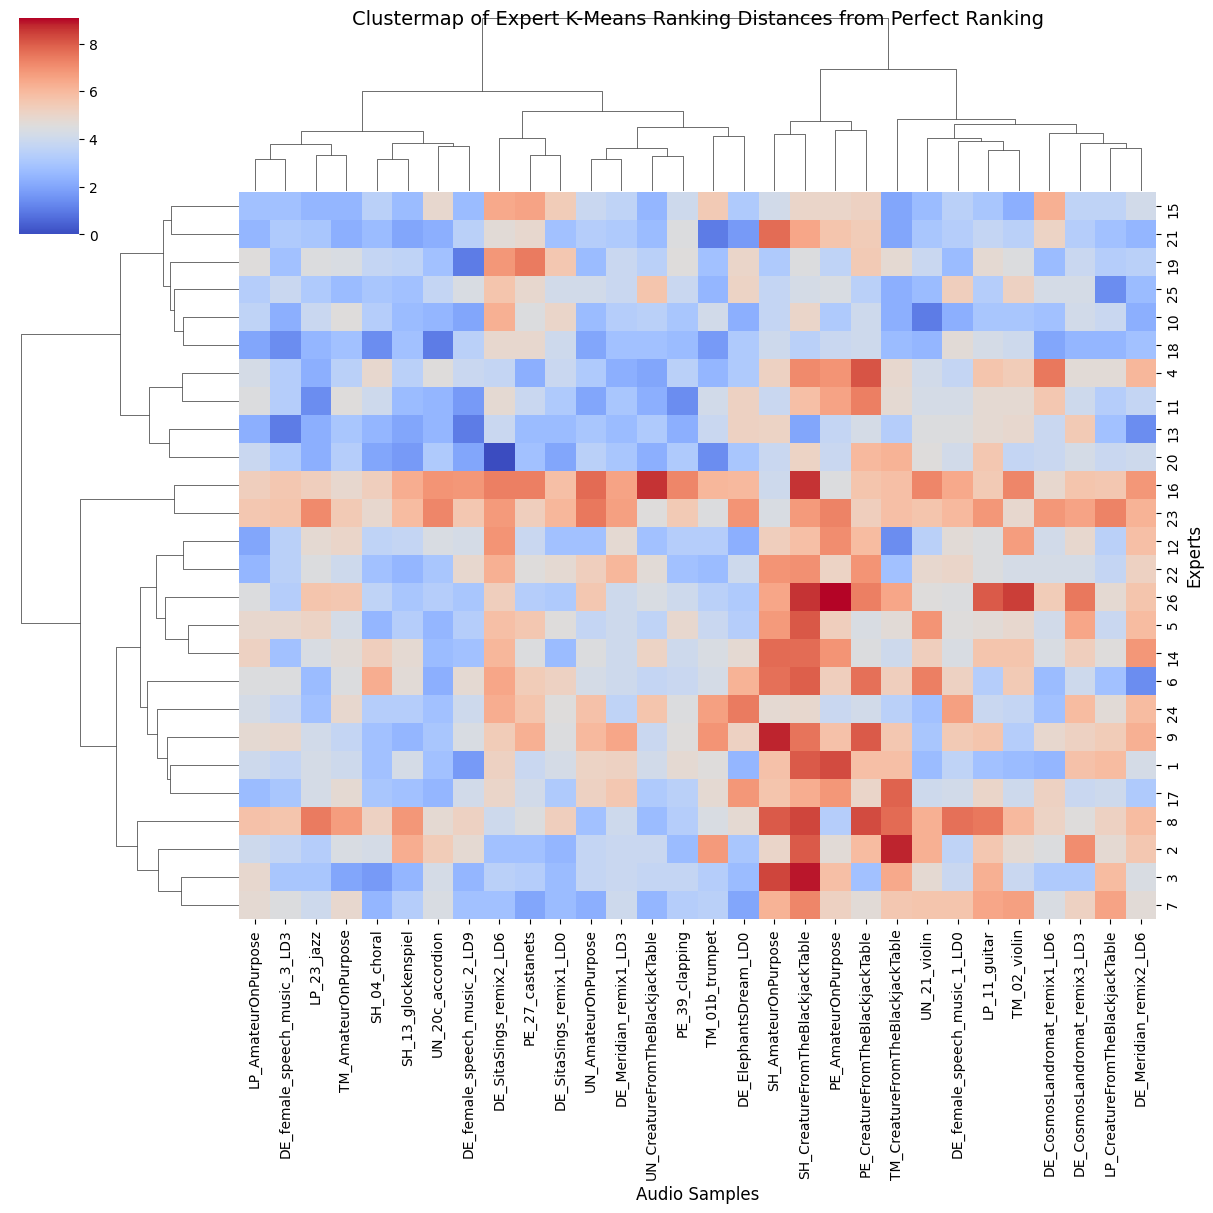 Clustermap of Expert K-Means Ranking Distances from Perfect Ranking
8
6
4
2
0
15
21
19
25
10
18
4
11
13
20
16
23
12
22
26
5
14
6
24
9
1
17
8
2
3
7
Experts
LP_AmateurOnPurpose
DE_female_speech_music_3_LD3
LP_23_jazz
TM_AmateurOnPurpose
SH_04_choral
SH_13_glockenspiel
UN_20c_accordion
DE_female_speech_music_2_LD9
DE_SitaSings_remix2_LD6
PE_27_castanets
DE_SitaSings_remix1_LD0
UN_AmateurOnPurpose
DE_Meridian_remix1_LD3
UN_CreatureFromTheBlackjackTable
PE_39_clapping
TM_01b_trumpet
DE_ElephantsDream_LD0
SH_AmateurOnPurpose
SH_CreatureFromTheBlackjackTable
PE_AmateurOnPurpose
PE_CreatureFromTheBlackjackTable
TM_CreatureFromTheBlackjackTable
UN_21_violin
DE_female_speech_music_1_LD0
LP_11_guitar
TM_02_violin
DE_CosmosLandromat_remix1_LD6
DE_CosmosLandromat_remix3_LD3
LP_CreatureFromTheBlackjackTable
DE_Meridian_remix2_LD6
Audio Samples